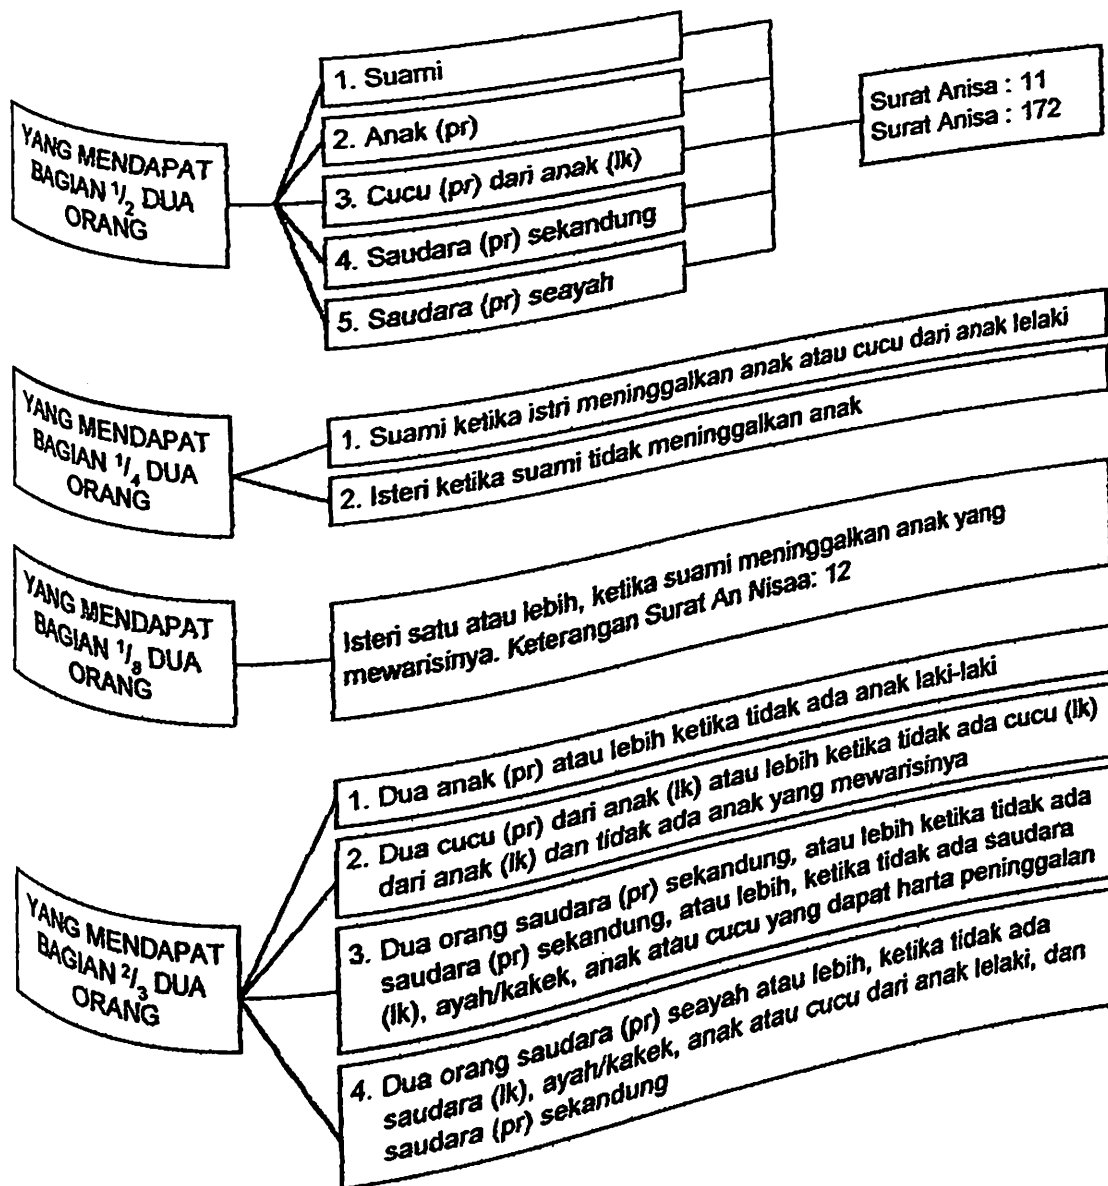 YANG MENDAPAT
BAGIAN 1/2 DUA
ORANG
1. Suami
2. Anak (pr)
3. Cucu (pr) dari anak (lk)
4. Saudara (pr) sekandung
5. Saudara (pr) seayah
Surat Anisa : 11
Surat Anisa : 172
YANG MENDAPAT
BAGIAN 1/4 DUA
ORANG
1. Suami ketika istri meninggalkan anak atau cucu dari anak lelaki
2. Isteri ketika suami tidak meninggalkan anak
YANG MENDAPAT
BAGIAN 1/8 DUA
ORANG
Isteri satu atau lebih, ketika suami meninggalkan anak yang
mewarisinya. Keterangan Surat An Nisaa: 12
YANG MENDAPAT
BAGIAN 2/3 DUA
ORANG
1. Dua anak (pr) atau lebih ketika tidak ada anak laki-laki
2. Dua cucu (pr) dari anak (lk) atau lebih ketika tidak ada cucu (lk)
dari anak (lk) dan tidak ada anak yang mewarisinya
3. Dua orang saudara (pr) sekandung, atau lebih ketika tidak ada
saudara (pr) sekandung, atau lebih, ketika tidak ada saudara
(lk), ayah/kakek, anak atau cucu yang dapat harta peninggalan
4. Dua orang saudara (pr) seayah atau lebih, ketika tidak ada
saudara (lk), ayah/kakek, anak atau cucu dari anak lelaki, dan
saudara (pr) sekandung